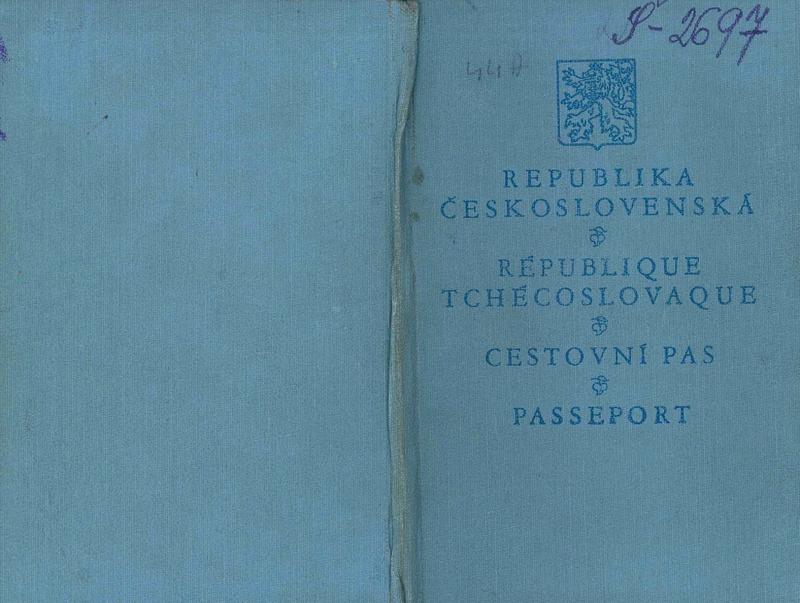 Š-2697
44A
REPUBLIKA
ČESKOSLOVENSKÁ
RÉPUBLIQUE
TCHÉCOSLOVAQUE
CESTOVNÍ PAS
PASSEPORT